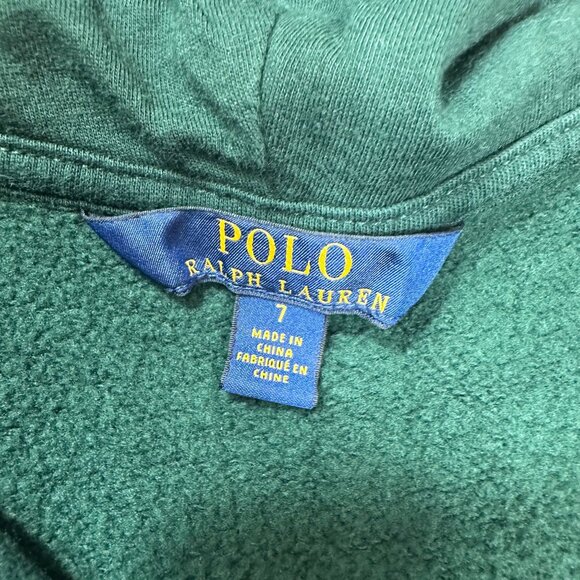 POLO
RALPH LAUREN
7
MADE IN
CHINA
FABRIQUÉ EN
CHINE